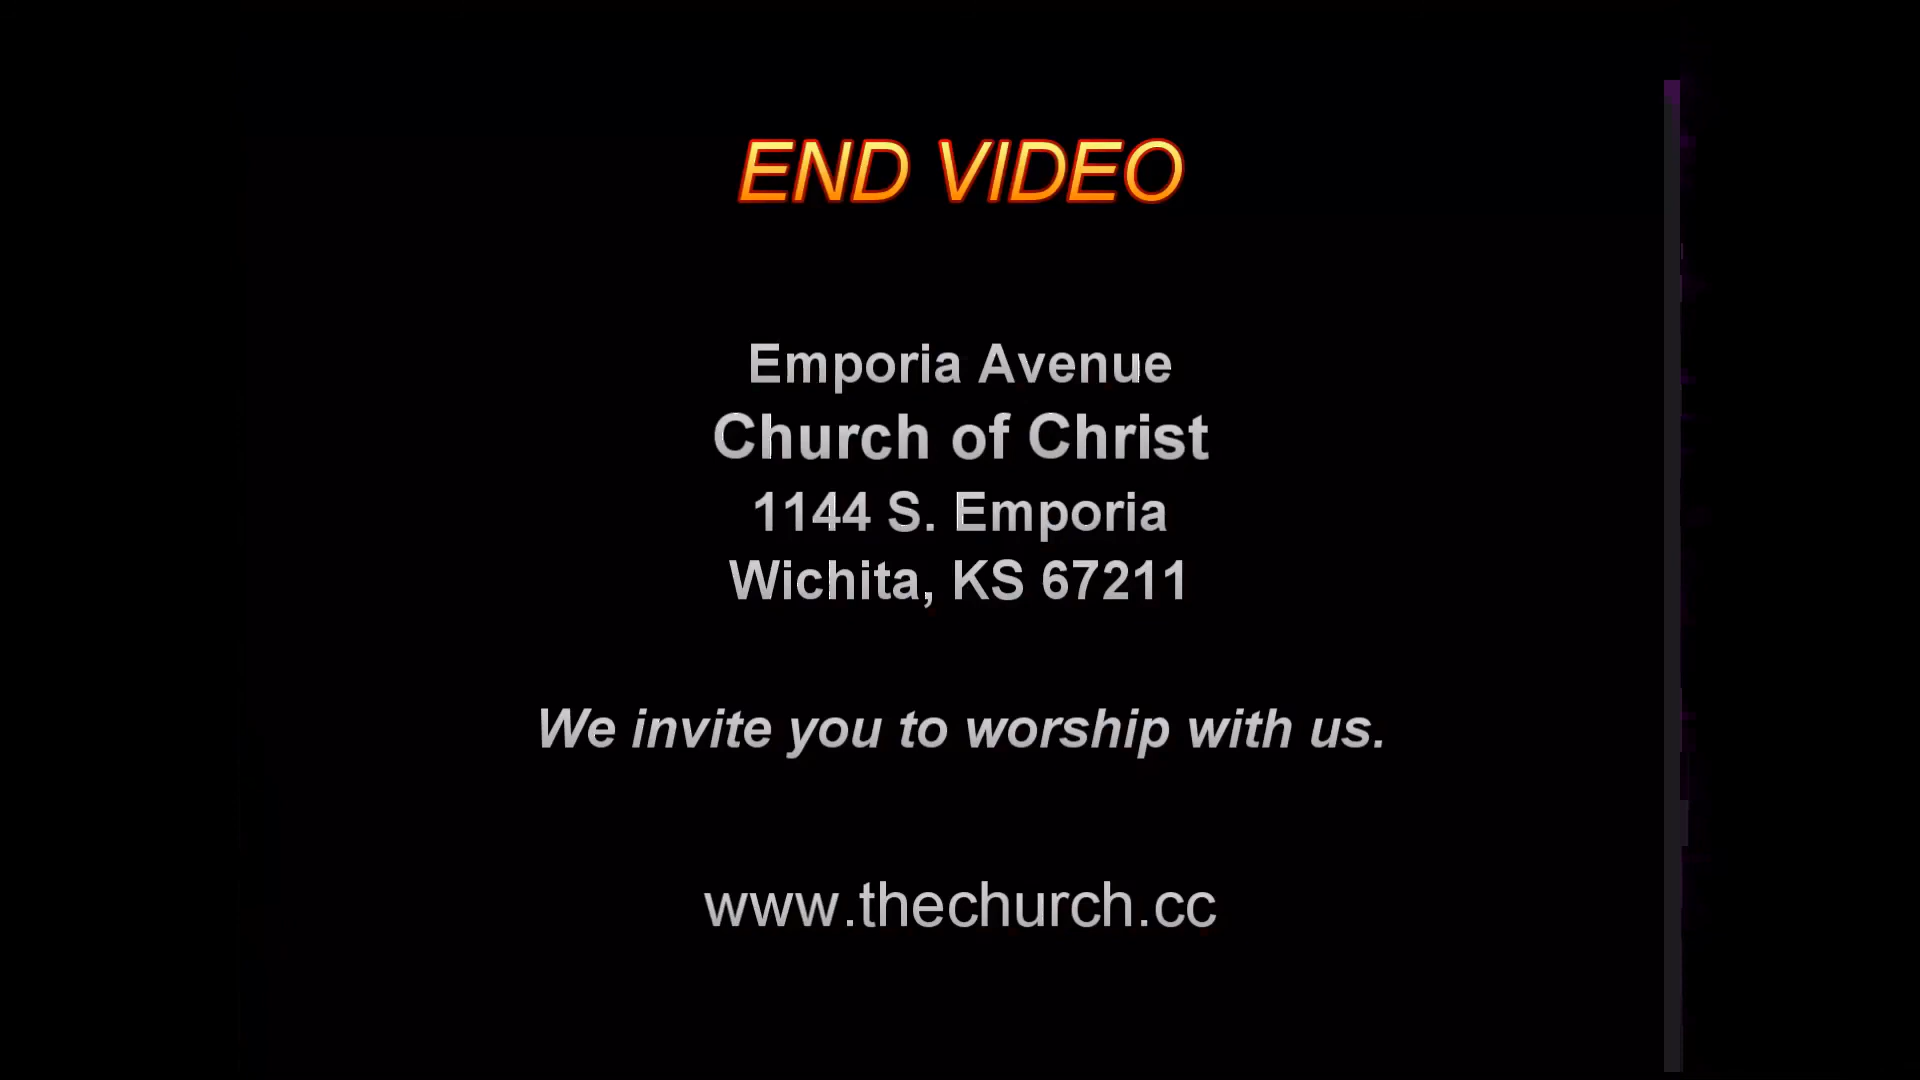 END VIDEO
Emporia Avenue
Church of Christ
1144 S. Emporia
Wichita, KS 67211
We invite you to worship with us.
www.thechurch.cc